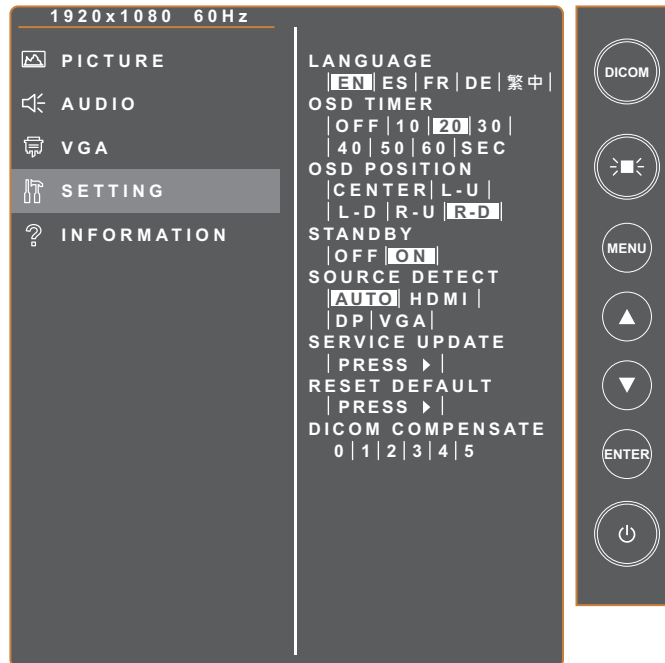 1920x1080 60Hz
PICTURE
AUDIO
VGA
SETTING
INFORMATION
LANGUAGE
EN|ES|FR|DE|繁中|
OSD TIMER
|OFF|10|20|30|
|40|50|60|SEC
OSD POSITION
|CENTER|L-U|
|L-D|R-U|R-D|
STANDBY
|OFF|ON|
SOURCE DETECT
|AUTO|HDMI|
|DP|VGA|
SERVICE UPDATE
|PRESS ▶|
RESET DEFAULT
|PRESS ▶|
DICOM COMPENSATE
0|1|2|3|4|5
DICOM
MENU
▲
▼
ENTER